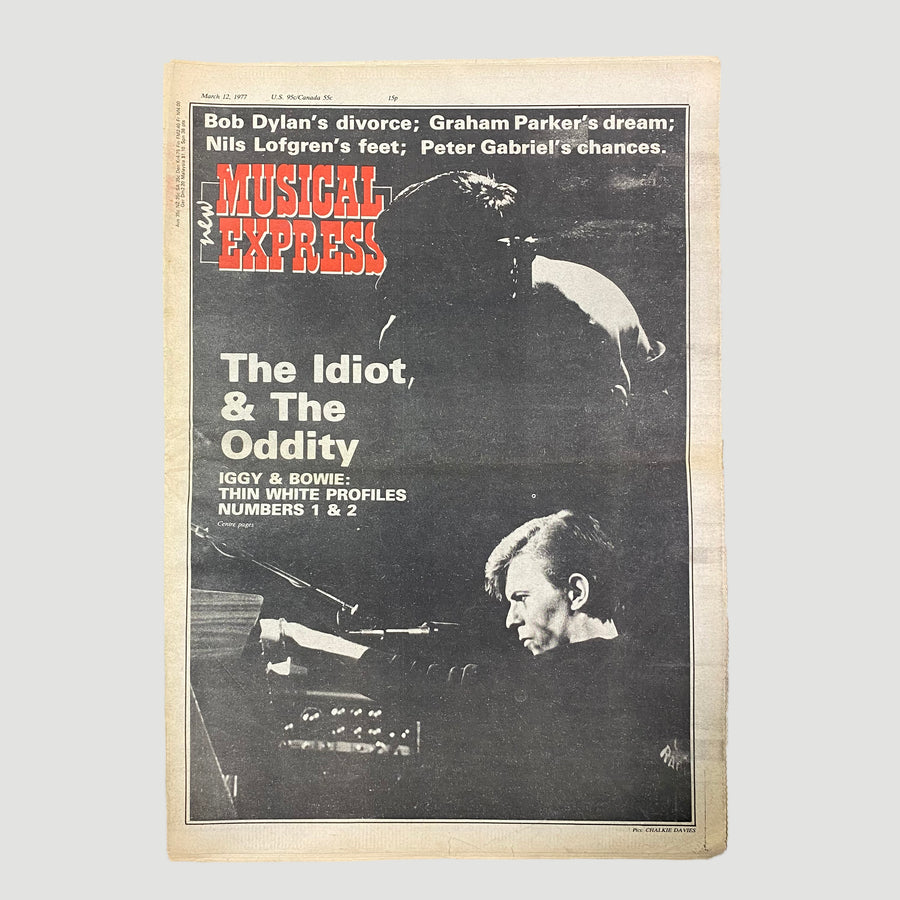 March 12, 1977 U.S. 95c/Canada 55c 15p
Bob Dylan's divorce; Graham Parker's dream;
Nils Lofgren's feet; Peter Gabriel's chances.
new
MUSICAL
EXPRESS
The Idiot,
& The
Oddity
IGGY & BOWIE:
THIN WHITE PROFILES
NUMBERS 1 & 2
Centre pages
Pics: CHALKIE DAVIES